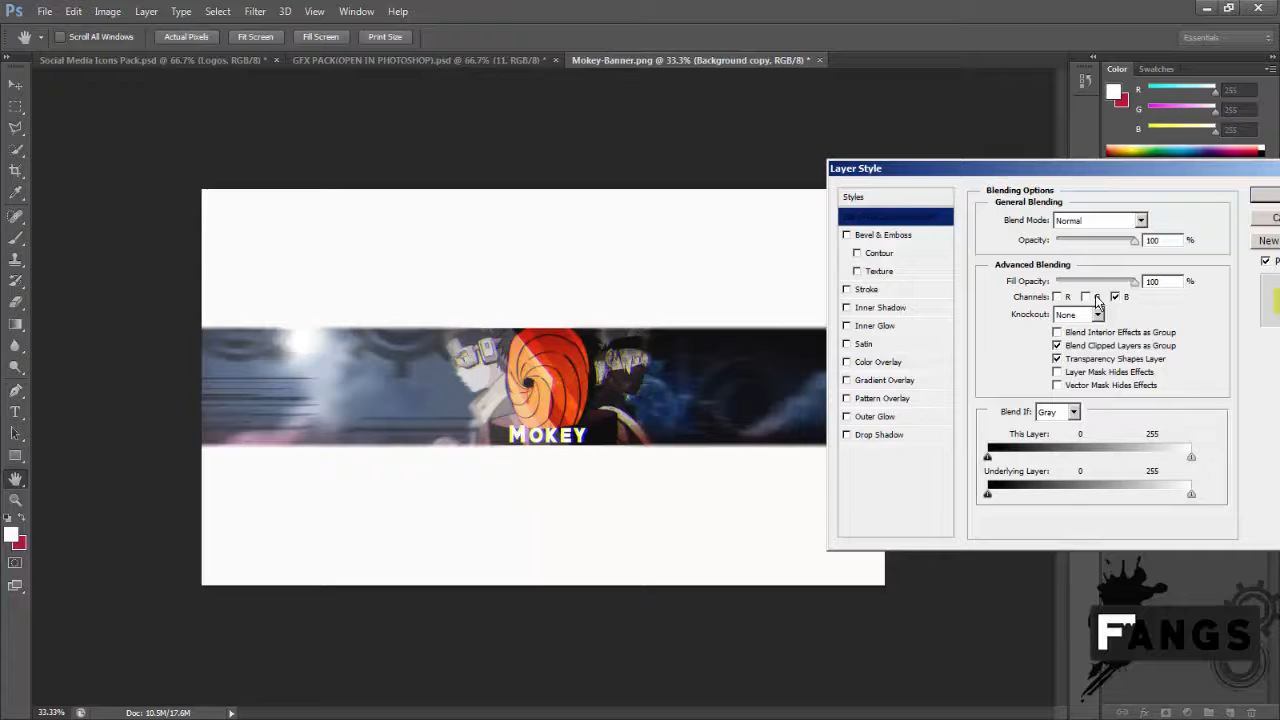 Ps File Edit Image Layer Type Select Filter 3D View Window Help
Scroll All Windows Actual Pixels Fit Screen Fill Screen Print Size Essentials
Social Media Icons Pack.psd @ 66.7% (Logos, RGB/8) * × GFX PACK(OPEN IN PHOTOSHOP).psd @ 66.7% (11, RGB/8) * × Mokey-Banner.png @ 33.3% (Background copy, RGB/8) * ×
Color Swatches
R 255
G 255
B 255
Layer Style
Styles
Bevel & Emboss
Contour
Texture
Stroke
Inner Shadow
Inner Glow
Satin
Color Overlay
Gradient Overlay
Pattern Overlay
Outer Glow
Drop Shadow
Blending Options
General Blending
Blend Mode: Normal
Opacity: 100 %
Advanced Blending
Fill Opacity: 100 %
Channels: R B
Knockout: None
Blend Interior Effects as Group
Blend Clipped Layers as Group
Transparency Shapes Layer
Layer Mask Hides Effects
Vector Mask Hides Effects
Blend If: Gray
This Layer: 0 255
Underlying Layer: 0 255
Ca
New
P
MOKEY
FANGS
33.33% Doc: 10.5M/17.6M